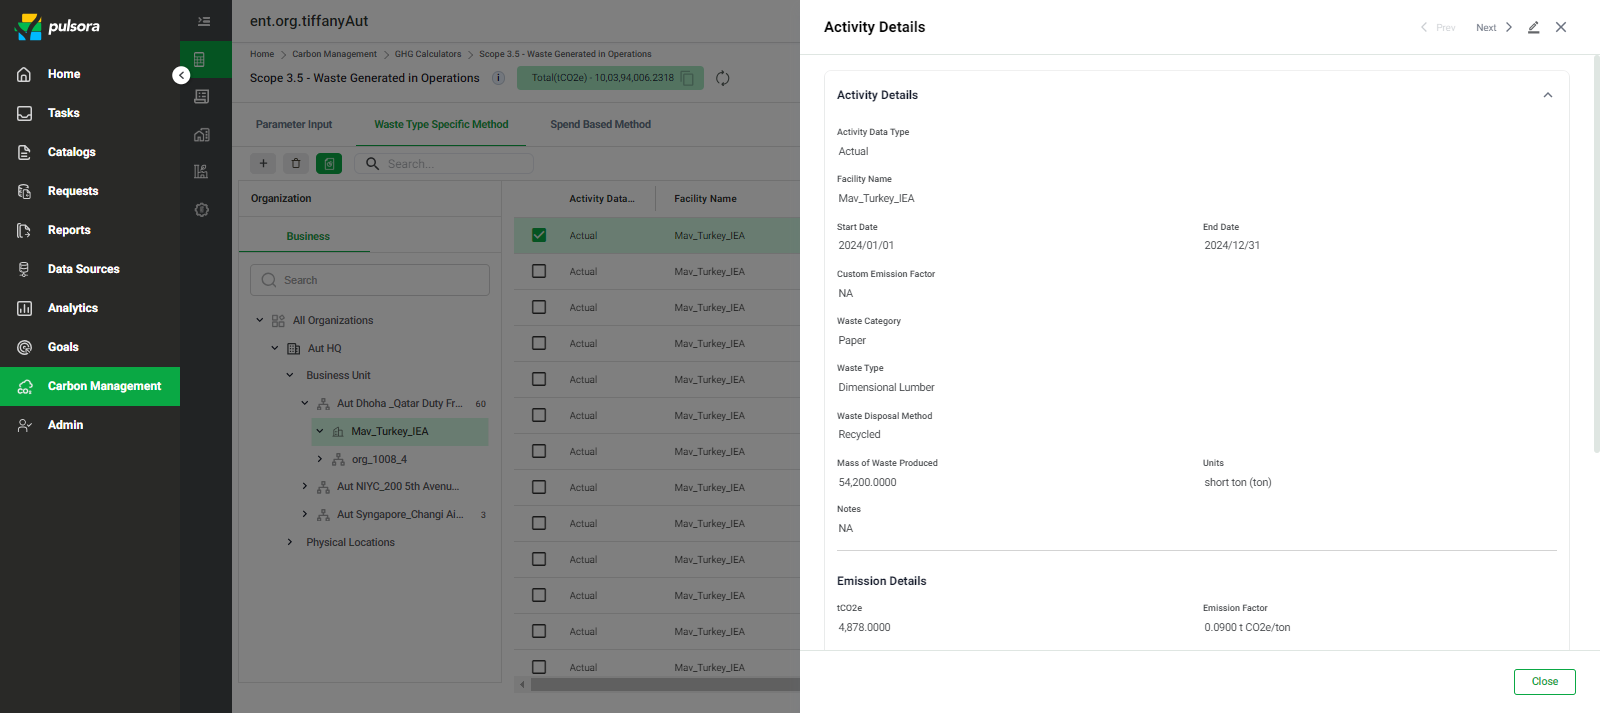 pulsora
Home
Tasks
Catalogs
Requests
Reports
Data Sources
Analytics
Goals
Carbon Management
Admin
ent.org.tiffanyAut
Home > Carbon Management > GHG Calculators > Scope 3.5 - Waste Generated in Operations
Scope 3.5 - Waste Generated in Operations i Total(tCO2e) - 10,03,94,006.2318
Parameter Input Waste Type Specific Method Spend Based Method
Search...
Organization
Business
Search
All Organizations
Aut HQ
Business Unit
Aut Dhoha _Qatar Duty Fr... 60
Mav_Turkey_IEA
org_1008_4
Aut NIYC_200 5th Avenu...
Aut Syngapore_Changi Ai... 3
Physical Locations
Activity Data... Facility Name
Actual Mav_Turkey_IEA
Actual Mav_Turkey_IEA
Actual Mav_Turkey_IEA
Actual Mav_Turkey_IEA
Actual Mav_Turkey_IEA
Actual Mav_Turkey_IEA
Actual Mav_Turkey_IEA
Actual Mav_Turkey_IEA
Actual Mav_Turkey_IEA
Actual Mav_Turkey_IEA
Actual Mav_Turkey_IEA
Actual Mav_Turkey_IEA
Actual Mav_Turkey_IEA
Activity Details
Prev Next
Activity Details
Activity Data Type
Actual
Facility Name
Mav_Turkey_IEA
Start Date End Date
2024/01/01 2024/12/31
Custom Emission Factor
NA
Waste Category
Paper
Waste Type
Dimensional Lumber
Waste Disposal Method
Recycled
Mass of Waste Produced Units
54,200.0000 short ton (ton)
Notes
NA
Emission Details
tCO2e Emission Factor
4,878.0000 0.0900 t CO2e/ton
Close